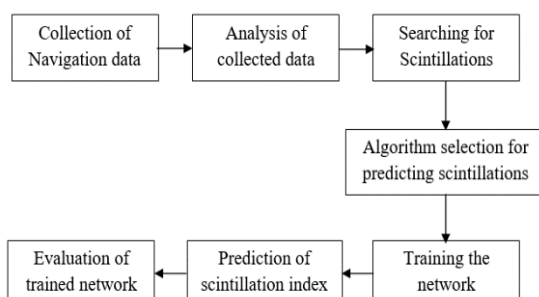 Collection of
Navigation data
Analysis of
collected data
Searching for
Scintillations
Algorithm selection for
predicting scintillations
Training the
network
Prediction of
scintillation index
Evaluation of
trained network